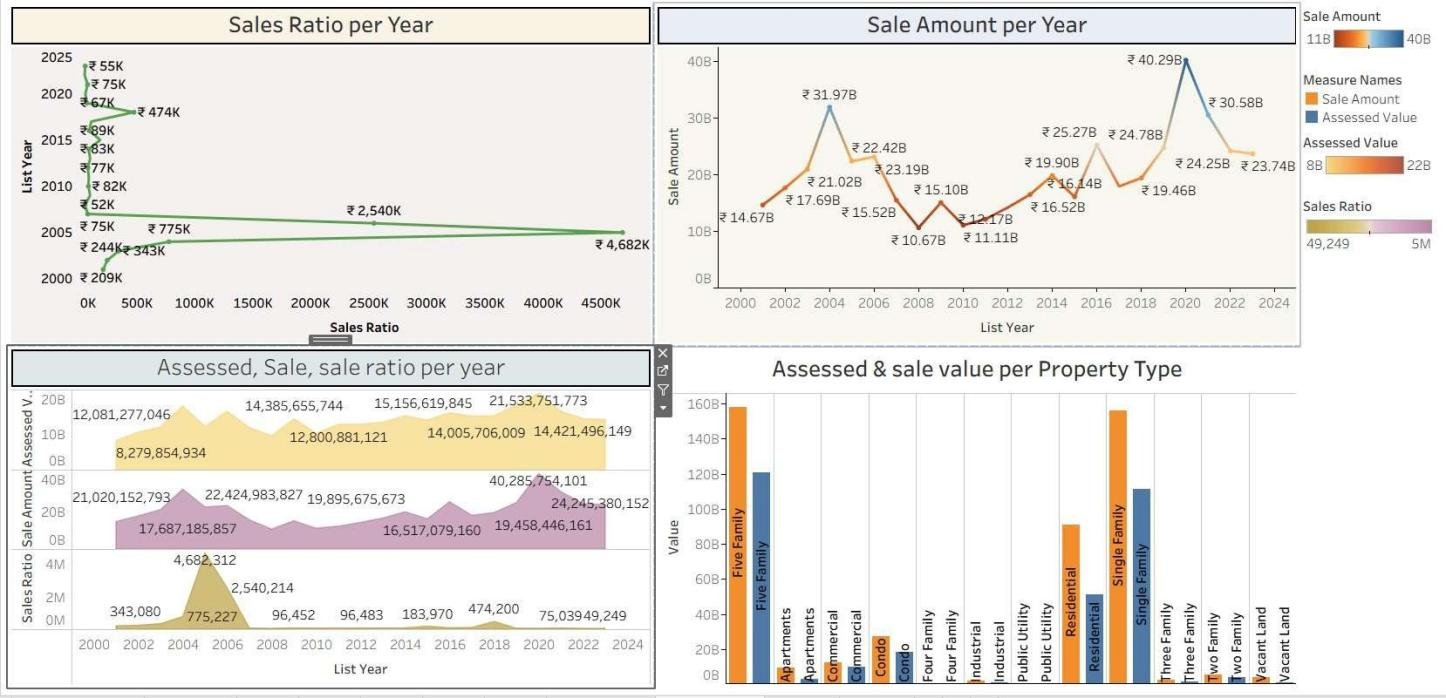 Sales Ratio per Year
2025
2020
2015
2010
2005
2000
List Year
₹ 55K
₹ 75K
₹ 67K
₹ 474K
₹ 89K
₹ 83K
₹ 77K
₹ 82K
₹ 52K
₹ 2,540K
₹ 75K
₹ 775K
₹ 4,682K
₹ 244K
₹ 343K
₹ 209K
0K 500K 1000K 1500K 2000K 2500K 3000K 3500K 4000K 4500K
Sales Ratio
Sale Amount per Year
40B
30B
20B
10B
0B
Sale Amount
₹ 40.29B
₹ 31.97B
₹ 30.58B
₹ 25.27B
₹ 24.78B
₹ 22.42B
₹ 23.19B
₹ 19.90B
₹ 24.25B
₹ 23.74B
₹ 21.02B
₹ 16.14B
₹ 19.46B
₹ 17.69B
₹ 15.10B
₹ 15.52B
₹ 16.52B
₹ 14.67B
₹ 12.17B
₹ 10.67B
₹ 11.11B
2000 2002 2004 2006 2008 2010 2012 2014 2016 2018 2020 2022 2024
List Year
Sale Amount
11B 40B
Measure Names
Sale Amount
Assessed Value
Assessed Value
8B 22B
Sales Ratio
49,249 5M
Assessed, Sale, sale ratio per year
Assessed V..
20B
10B
0B
12,081,277,046
14,385,655,744
15,156,619,845
21,533,751,773
12,800,881,121
14,005,706,009
14,421,496,149
8,279,854,934
Sale Amount
40B
20B
0B
40,285,754,101
21,020,152,793
22,424,983,827
19,895,675,673
24,245,380,152
17,687,185,857
16,517,079,160
19,458,446,161
Sales Ratio
4M
2M
0M
4,682,312
2,540,214
343,080
775,227
96,452
96,483
183,970
474,200
75,039
49,249
2000 2002 2004 2006 2008 2010 2012 2014 2016 2018 2020 2022 2024
List Year
Assessed & sale value per Property Type
160B
140B
120B
100B
80B
60B
40B
20B
0B
Value
Five Family
Five Family
Apartments
Apartments
Commercial
Commercial
Condo
Condo
Four Family
Four Family
Industrial
Industrial
Public Utility
Public Utility
Residential
Residential
Single Family
Single Family
Three Family
Three Family
Two Family
Two Family
Vacant Land
Vacant Land